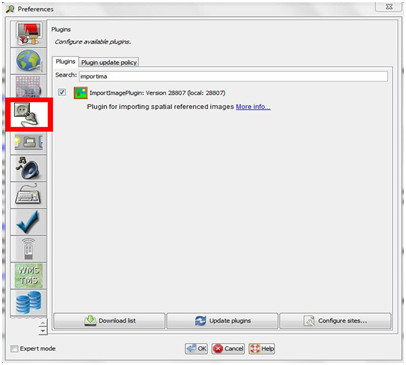 Preferences
Plugins
Configure available plugins.
Plugins Plugin update policy
Search: importima
ImportImagePlugin: Version 28807 (local: 28807)
Plugin for importing spatial referenced images More info...
WMS
TMS
Download list Update plugins Configure sites...
Expert mode OK Cancel Help